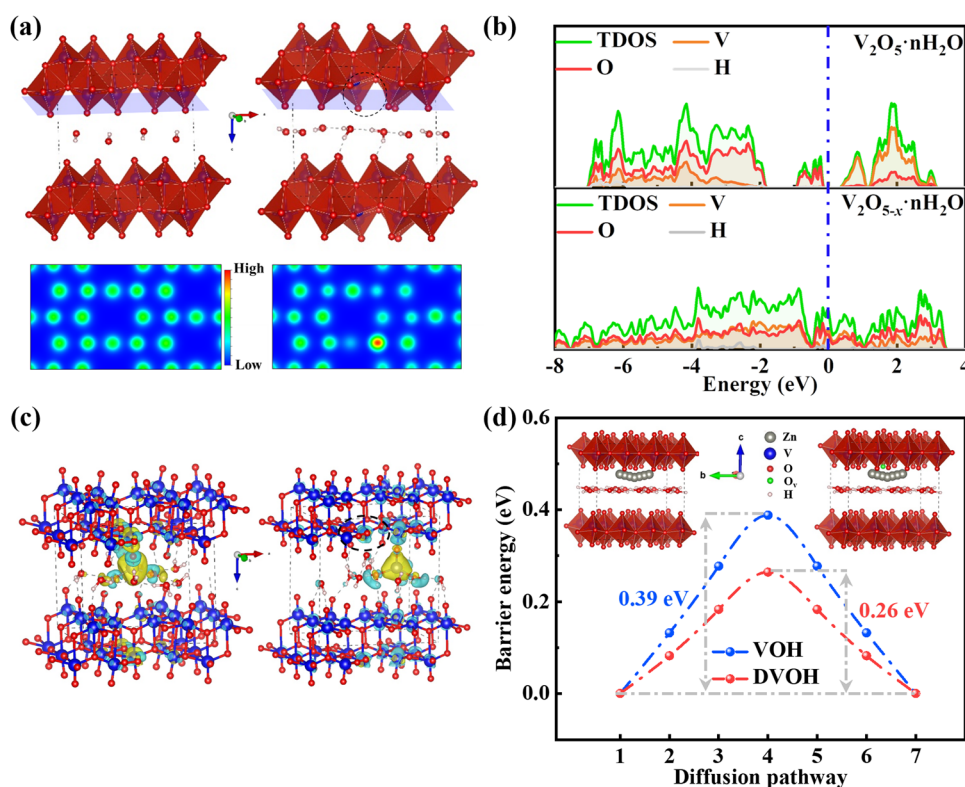 (a)
High
Low
(b)
TDOS V
O H
V₂O₅·nH₂O
TDOS V
O H
V₂O₅₋ₓ·nH₂O
-8 -6 -4 -2 0 2 4
Energy (eV)
(c)
(d)
Barrier energy (eV)
0.6
0.4
0.2
0.0
c
b
Zn
V
O
Oᵥ
H
0.39 eV
0.26 eV
VOH
DVOH
1 2 3 4 5 6 7
Diffusion pathway